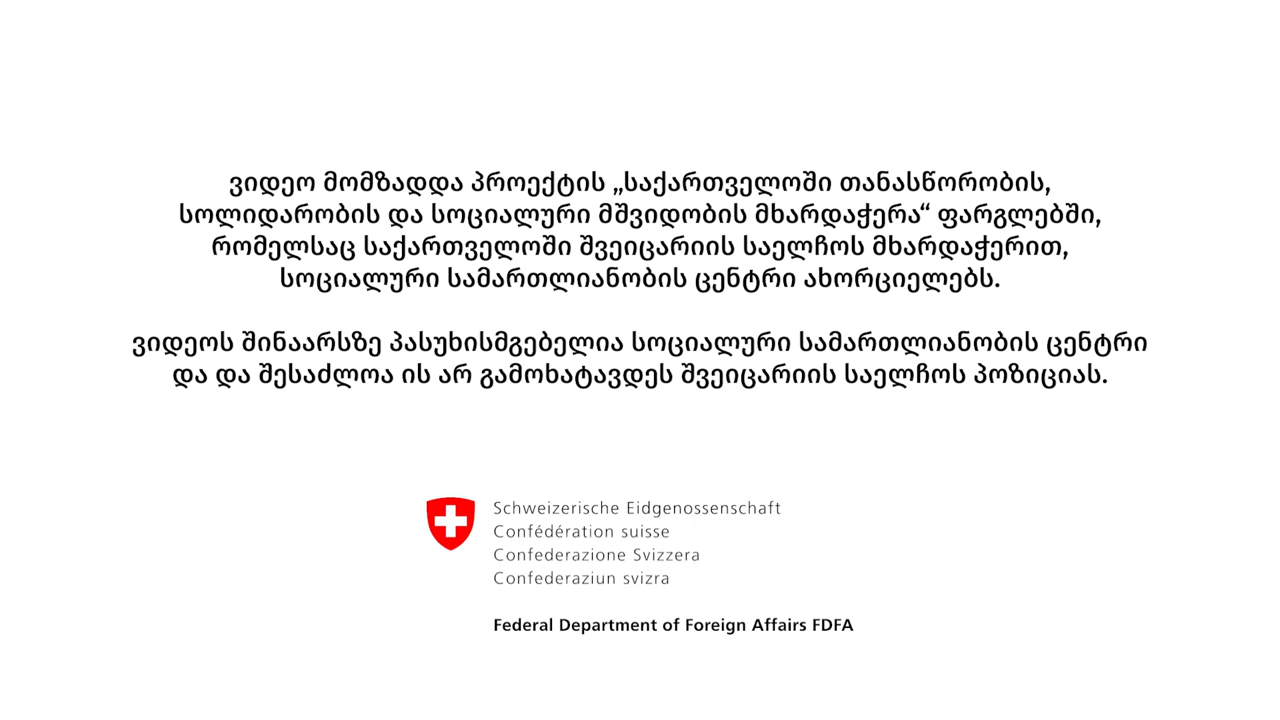 ვიდეო მომზადდა პროექტის „საქართველოში თანასწორობის,
სოლიდარობის და სოციალური მშვიდობის მხარდაჭერა“ ფარგლებში,
რომელსაც საქართველოში შვეიცარიის საელჩოს მხარდაჭერით,
სოციალური სამართლიანობის ცენტრი ახორციელებს.
ვიდეოს შინაარსზე პასუხისმგებელია სოციალური სამართლიანობის ცენტრი
და და შესაძლოა ის არ გამოხატავდეს შვეიცარიის საელჩოს პოზიციას.
Schweizerische Eidgenossenschaft
Confédération suisse
Confederazione Svizzera
Confederaziun svizra
Federal Department of Foreign Affairs FDFA